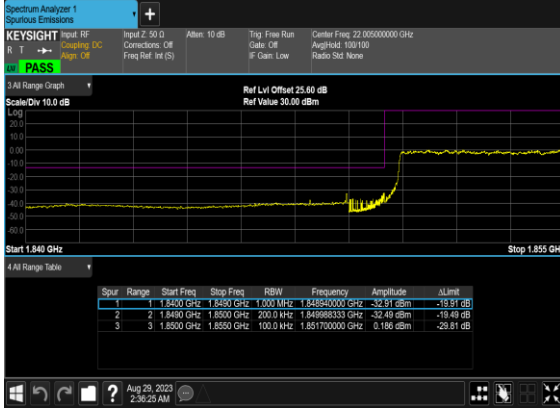 Spectrum Analyzer 1
Spurious Emissions
+
KEYSIGHT Input: RF Input Z: 50 Ω Atten: 10 dB Trig: Free Run Center Freq: 22.005000000 GHz
R T Coupling: DC Corrections: Off Gate: Off Avg|Hold: 100/100
Align: Off Freq Ref: Int (S) IF Gain: Low Radio Std: None
PASS
3 All Range Graph
Ref Lvl Offset 25.60 dB
Scale/Div 10.0 dB Ref Value 30.00 dBm
Log
20.0
10.0
0.00
-10.0
-20.0
-30.0
-40.0
-50.0
-60.0
Start 1.840 GHz Stop 1.855 GH
4 All Range Table
Spur Range Start Freq Stop Freq RBW Frequency Amplitude ΔLimit
1 1 1.8400 GHz 1.8490 GHz 1.000 MHz 1.848940000 GHz -32.91 dBm -19.91 dB
2 2 1.8490 GHz 1.8500 GHz 200.0 kHz 1.849988333 GHz -32.49 dBm -19.49 dB
3 3 1.8500 GHz 1.8550 GHz 100.0 kHz 1.851700000 GHz 0.186 dBm -29.81 dB
? Aug 29, 2023
2:36:25 AM